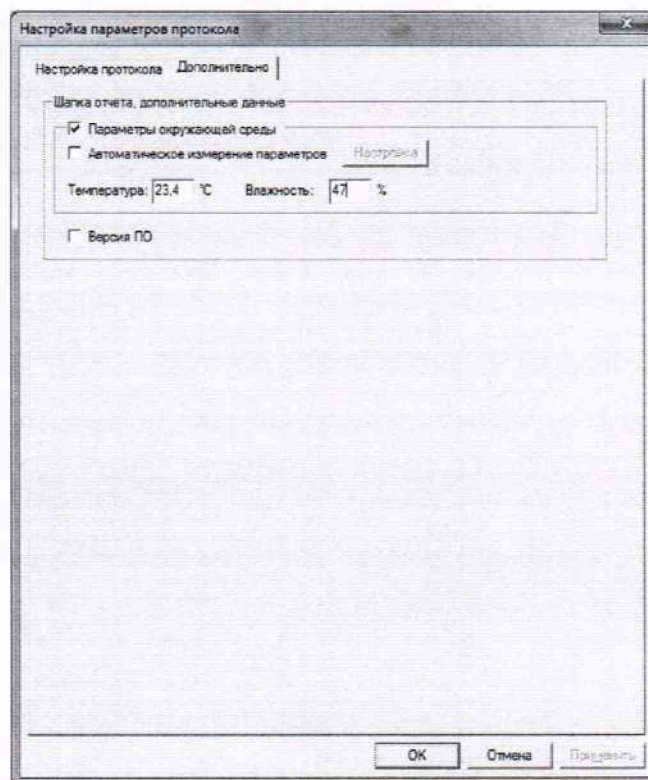 Настройка параметров протокола
Настройка протокола Дополнительно
Шапка отчета, дополнительные данные
Параметры окружающей среды
Автоматическое измерение параметров Настройка
Температура: 23,4 °C Влажность: 47 %
Версия ПО
OK Отмена Применить